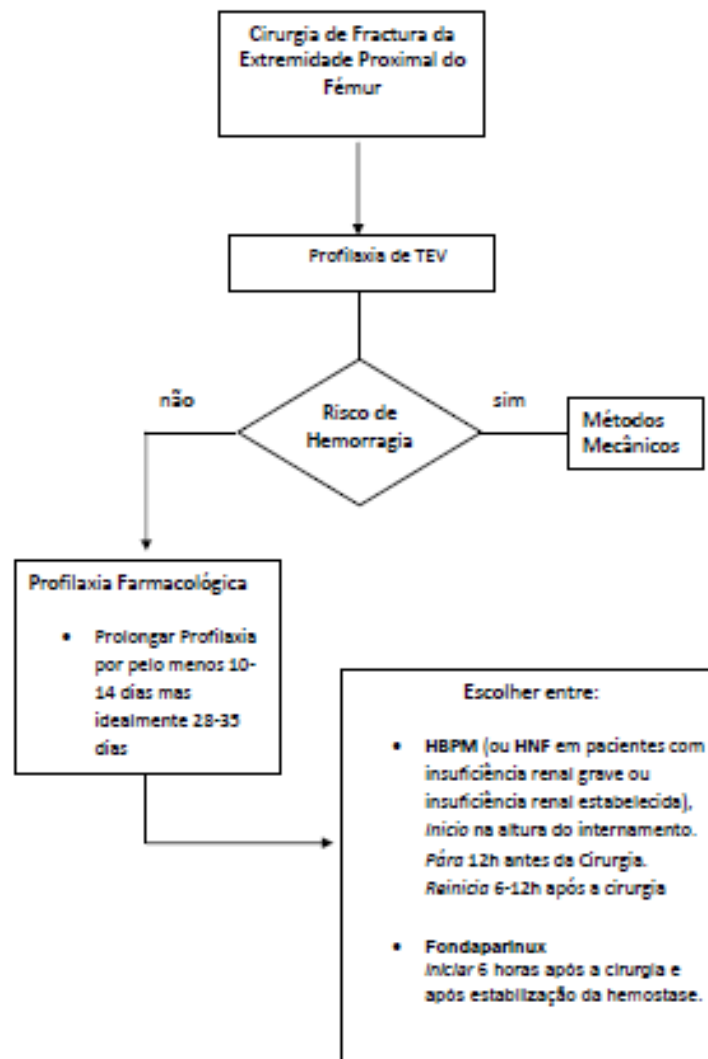 Cirurgia de Fractura da
Extremidade Proximal do
Fémur
Profilaxia de TEV
não
Risco de
Hemorragia
sim
Métodos
Mecânicos
Profilaxia Farmacológica
• Prolongar Profilaxia
por pelo menos 10-
14 dias mas
idealmente 28-35
dias
Escolher entre:
• HBPM (ou HNF em pacientes com
insuficiência renal grave ou
insuficiência renal estabelecida),
Inicio na altura do internamento.
Pára 12h antes da Cirurgia.
Reinicia 6-12h após a cirurgia
• Fondaparinux
Iniciar 6 horas após a cirurgia e
após estabilização da hemostase.